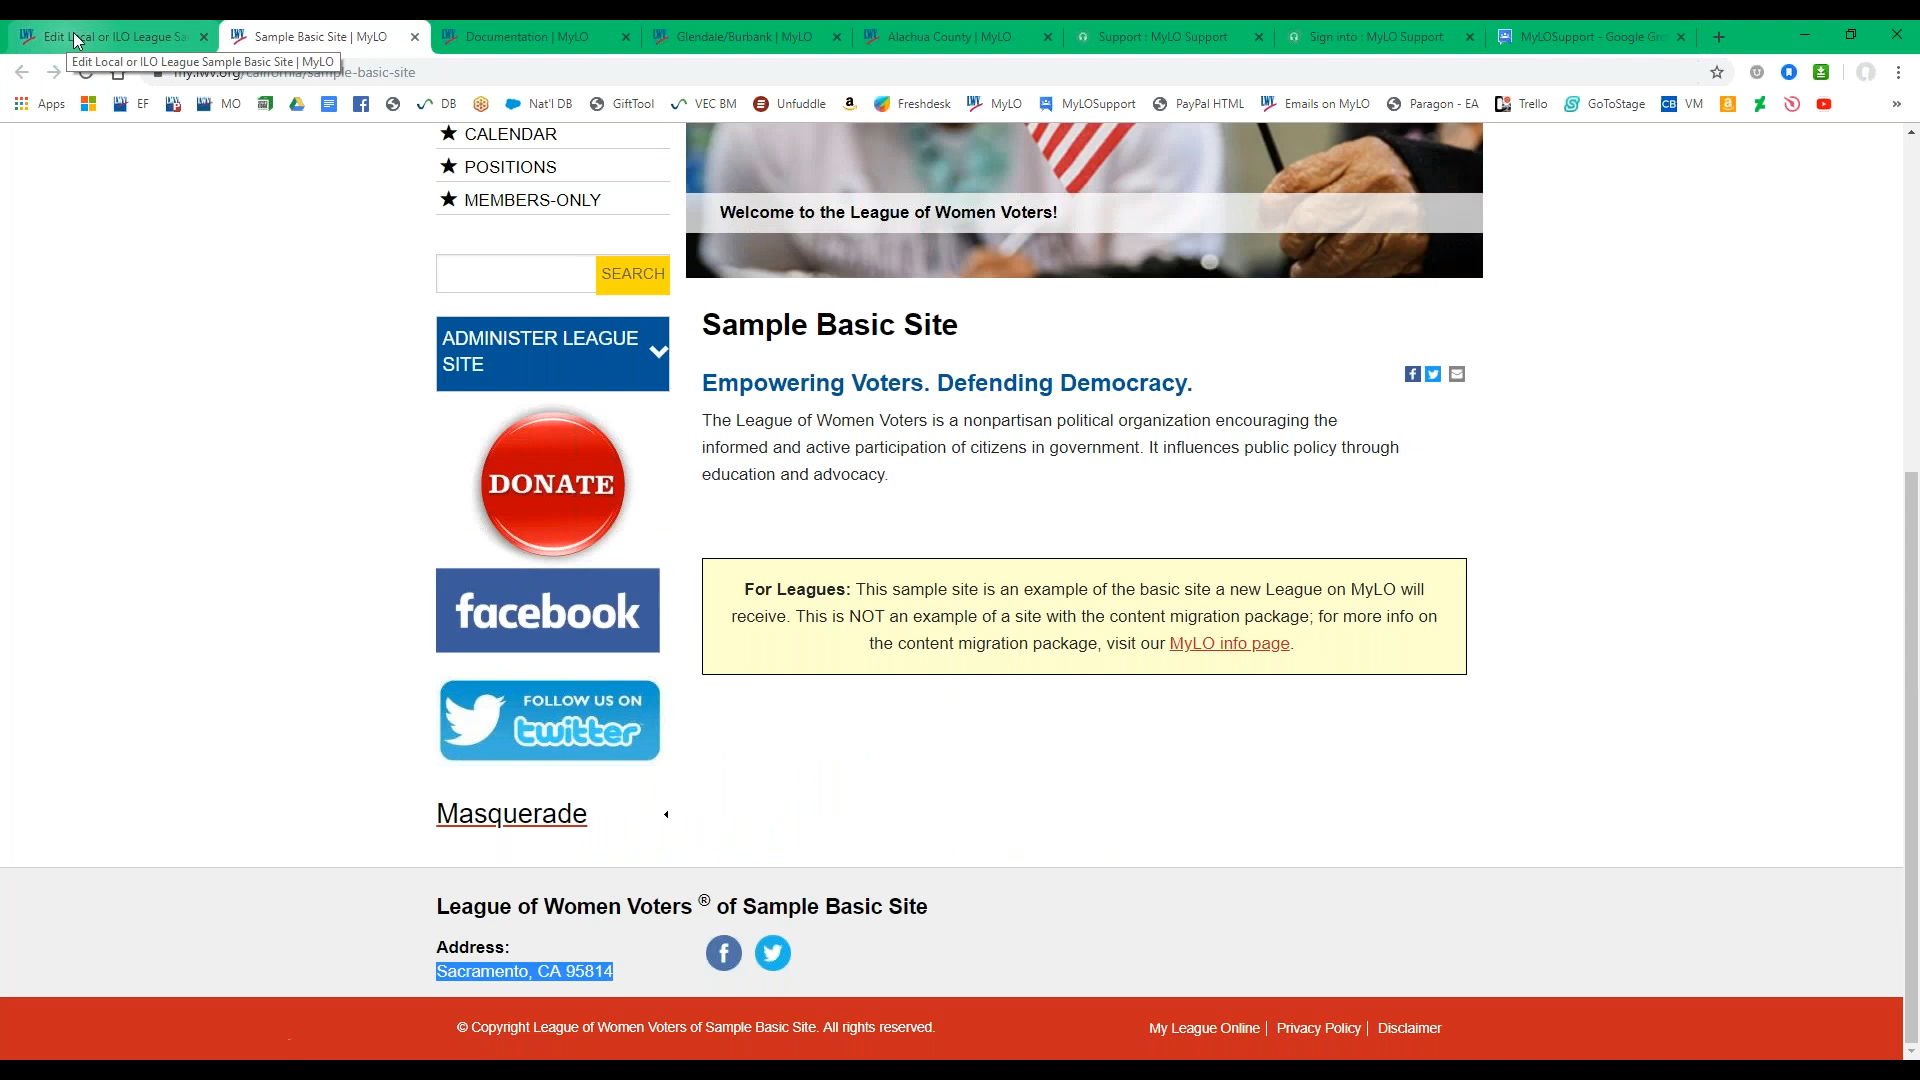 Edit Local or ILO League Sa
Sample Basic Site | MyLO
Documentation | MyLO
Glendale/Burbank | MyLO
Alachua County | MyLO
Support : MyLO Support
Sign into : MyLO Support
MyLOSupport - Google Gro
Edit Local or ILO League Sample Basic Site | MyLO
my.lwv.org/california/sample-basic-site
Apps
EF
MO
DB
Nat'l DB
GiftTool
VEC BM
Unfuddle
Freshdesk
MyLO
MyLOSupport
PayPal HTML
Emails on MyLO
Paragon - EA
Trello
GoToStage
CB VM
»
CALENDAR
POSITIONS
MEMBERS-ONLY
Welcome to the League of Women Voters!
SEARCH
ADMINISTER LEAGUE
SITE
DONATE
facebook
FOLLOW US ON
twitter
Masquerade
Sample Basic Site
Empowering Voters. Defending Democracy.
The League of Women Voters is a nonpartisan political organization encouraging the
informed and active participation of citizens in government. It influences public policy through
education and advocacy.
For Leagues: This sample site is an example of the basic site a new League on MyLO will
receive. This is NOT an example of a site with the content migration package; for more info on
the content migration package, visit our MyLO info page.
League of Women Voters ® of Sample Basic Site
Address:
Sacramento, CA 95814
© Copyright League of Women Voters of Sample Basic Site. All rights reserved.
My League Online | Privacy Policy | Disclaimer